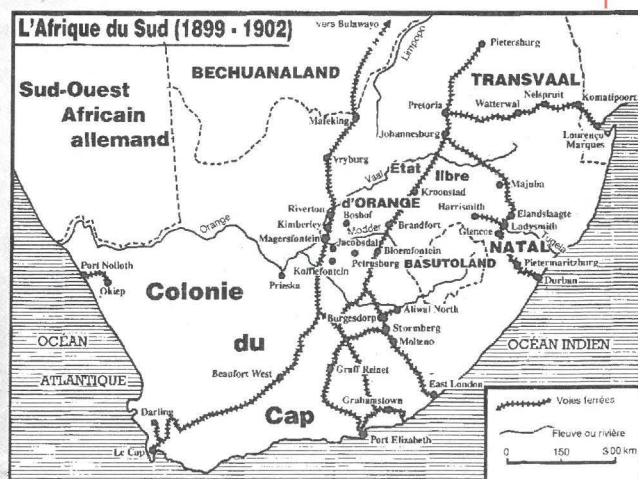 L'Afrique du Sud (1899 - 1902)
vers Bulawayo
Limpopo
Pietersburg
BECHUANALAND
TRANSVAAL
Sud-Ouest
Africain
allemand
Nelspruit
Komatipoort
Pretoria
Watterwal
Mafeking
Johannesburg
Lourenço
Marques
Vryburg
Vaal
État
libre
Majuba
Kroonstad
d'ORANGE
Riverton
Boshof
Harrismith
Elandslaagte
Kimberley
Modder
Brandfort
Ladysmith
Orange
Magersfontein
Jacobsdal
Glencoe
Tugela
NATAL
Bloemfontein
BASUTOLAND
Port Nolloth
Petrusburg
Pietermaritzburg
Koffiefontein
Okiep
Prieska
Durban
Colonie
Aliwal North
Burgesdorp
Stormberg
OCÉAN
du
Molteno
OCÉAN INDIEN
ATLANTIQUE
Beaufort West
Graff Reinet
East London
Darling
Cap
Grahamstown
Voies ferrées
Le Cap
Port Elizabeth
Fleuve ou rivière
0 150 300 km